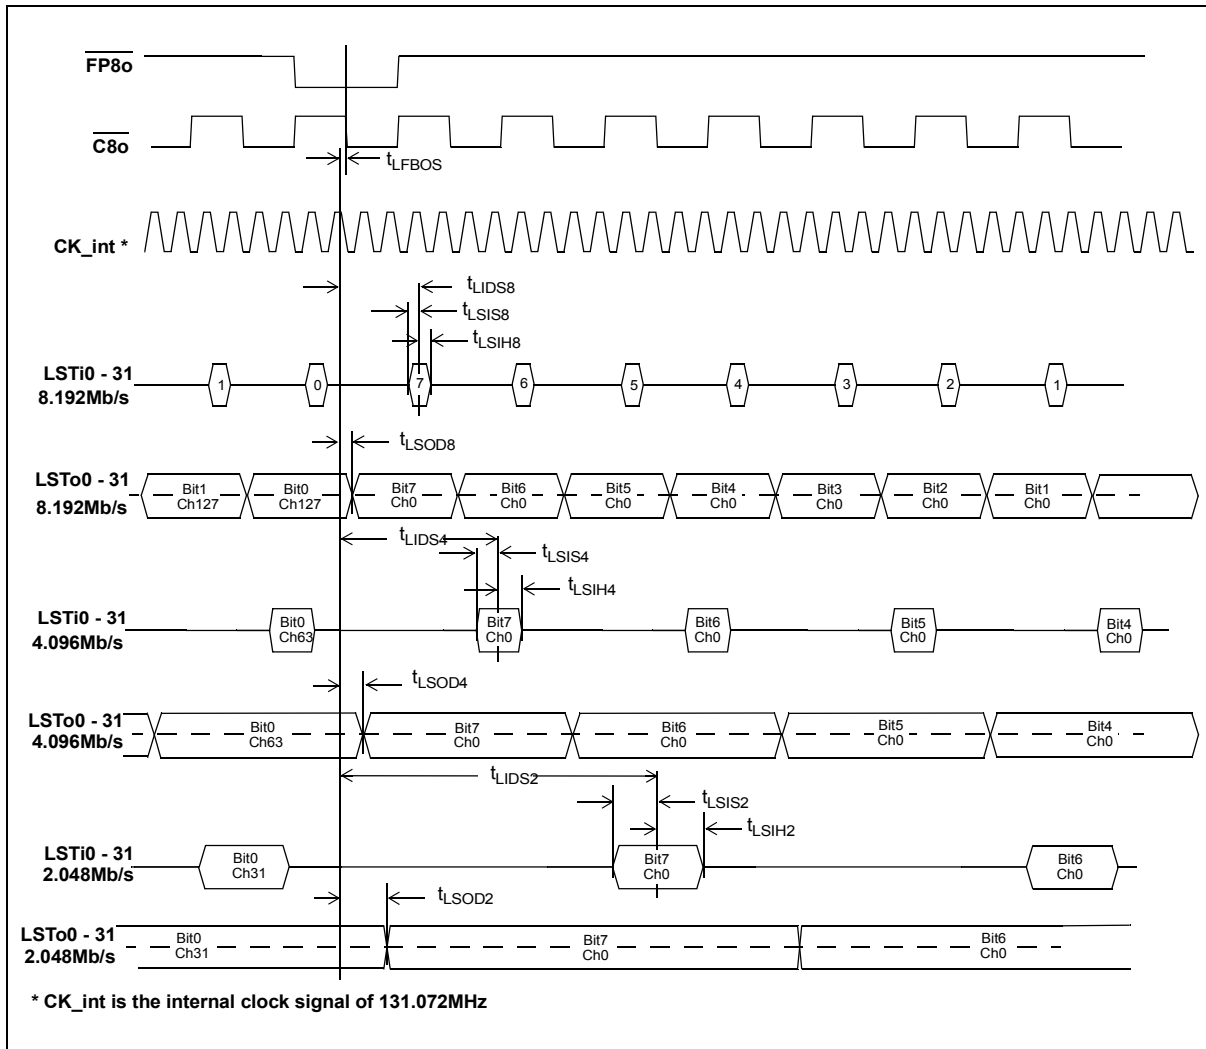 FP8o
C8o
tLFBOS
CK_int *
tLIDS8
tLSIS8
tLSIH8
LSTi0 - 31
8.192Mb/s
1 0 7 6 5 4 3 2 1
tLSOD8
LSTo0 - 31
8.192Mb/s
Bit1 Bit0 Bit7 Bit6 Bit5 Bit4 Bit3 Bit2 Bit1
Ch127 Ch127 Ch0 Ch0 Ch0 Ch0 Ch0 Ch0 Ch0
tLIDS4
tLSIS4
tLSIH4
LSTi0 - 31
4.096Mb/s
Bit0 Bit7 Bit6 Bit5 Bit4
Ch63 Ch0 Ch0 Ch0 Ch0
tLSOD4
LSTo0 - 31
4.096Mb/s
Bit0 Bit7 Bit6 Bit5 Bit4
Ch63 Ch0 Ch0 Ch0 Ch0
tLIDS2
tLSIS2
tLSIH2
LSTi0 - 31
2.048Mb/s
Bit0 Bit7 Bit6
Ch31 Ch0 Ch0
tLSOD2
LSTo0 - 31
2.048Mb/s
Bit0 Bit7 Bit6
Ch31 Ch0 Ch0
* CK_int is the internal clock signal of 131.072MHz